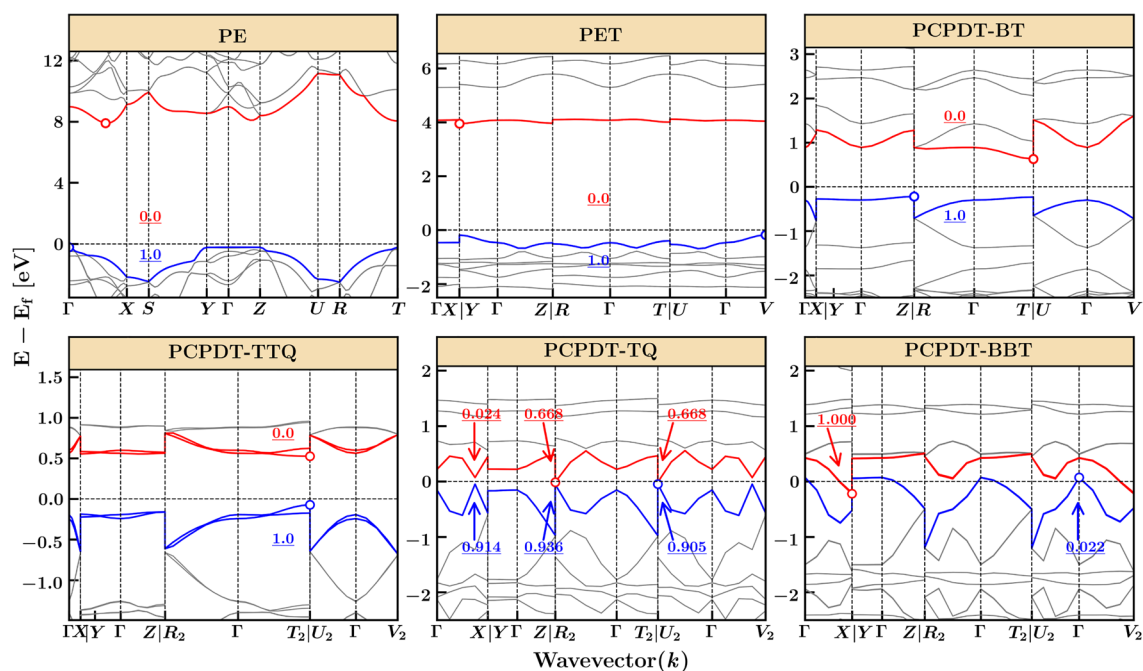 PE
12
8
4
0
0.0
1.0
Γ X S Y Γ Z U R T
PET
6
4
2
0
−2
0.0
1.0
Γ X|Y Γ Z|R Γ T|U Γ V
PCPDT-BT
3
2
1
0
−1
−2
0.0
1.0
Γ X|Y Γ Z|R Γ T|U Γ V
E − E_f [eV]
PCPDT-TTQ
1.5
1.0
0.5
0.0
−0.5
−1.0
0.0
1.0
Γ X|Y Γ Z|R₂ Γ T₂|U₂ Γ V₂
PCPDT-TQ
2
1
0
−1
−2
0.024 0.668 0.668
0.914 0.936 0.905
Γ X|Y Γ Z|R₂ Γ T₂|U₂ Γ V₂
PCPDT-BBT
2
1
0
−1
−2
1.000
0.022
Γ X|Y Γ Z|R₂ Γ T₂|U₂ Γ V₂
Wavevector(k)